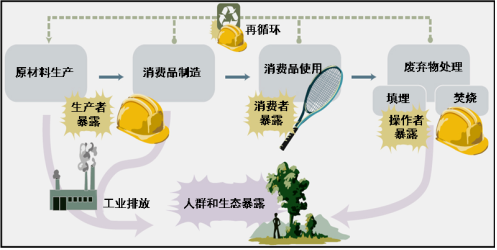 再循环
原材料生产
消费品制造
消费品使用
废弃物处理
填埋
焚烧
生产者
暴露
消费者
暴露
操作者
暴露
工业排放
人群和生态暴露